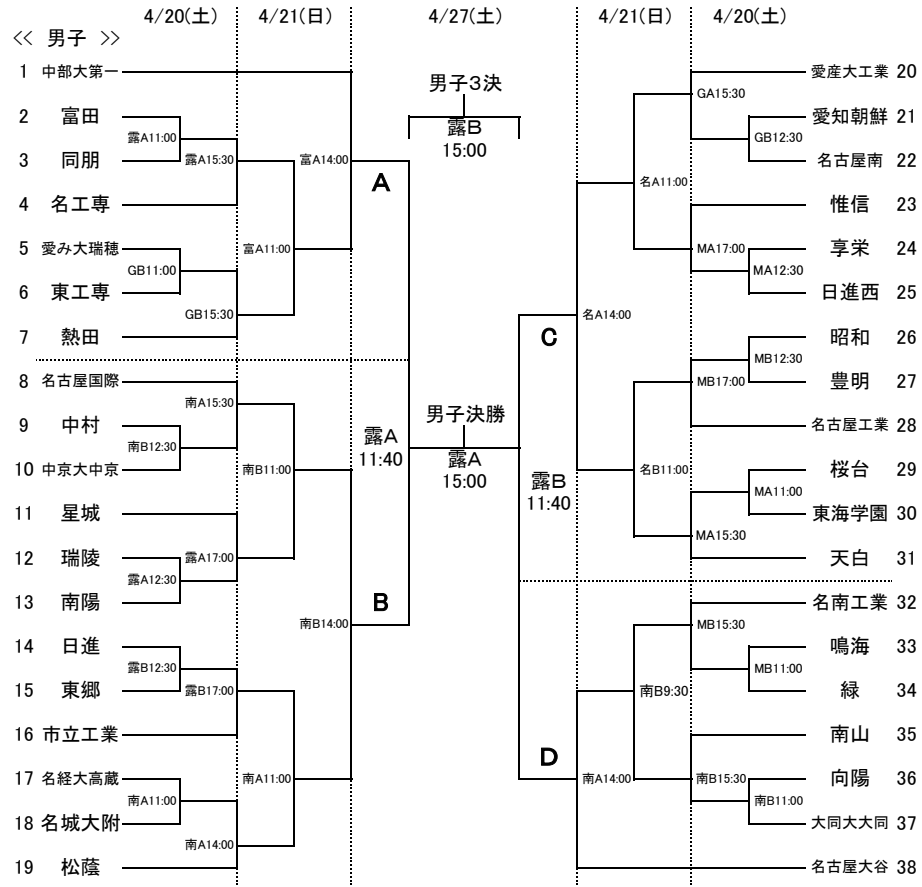 4/20(土) 4/21(日) 4/27(土) 4/21(日) 4/20(土)
<< 男子 >>
1 中部大第一
2 富田
3 同朋
4 名工専
5 愛み大瑞穂
6 東工専
7 熱田
8 名古屋国際
9 中村
10 中京大中京
11 星城
12 瑞陵
13 南陽
14 日進
15 東郷
16 市立工業
17 名経大高蔵
18 名城大附
19 松蔭
露A11:00
GB11:00
南B12:30
露A12:30
露B12:30
南A11:00
露A15:30
GB15:30
南A15:30
露A17:00
露B17:00
南A14:00
富A11:00
南B11:00
南A11:00
富A14:00
南B14:00
A
B
露A
11:40
男子3決
露B
15:00
男子決勝
露A
15:00
露B
11:40
C
D
名A14:00
南A14:00
名A11:00
名B11:00
南B9:30
GA15:30
MA17:00
MB17:00
MA15:30
MB15:30
南B15:30
GB12:30
MA12:30
MB12:30
MA11:00
MB11:00
南B11:00
愛産大工業 20
愛知朝鮮 21
名古屋南 22
惟信 23
享栄 24
日進西 25
昭和 26
豊明 27
名古屋工業 28
桜台 29
東海学園 30
天白 31
名南工業 32
鳴海 33
緑 34
南山 35
向陽 36
大同大大同 37
名古屋大谷 38